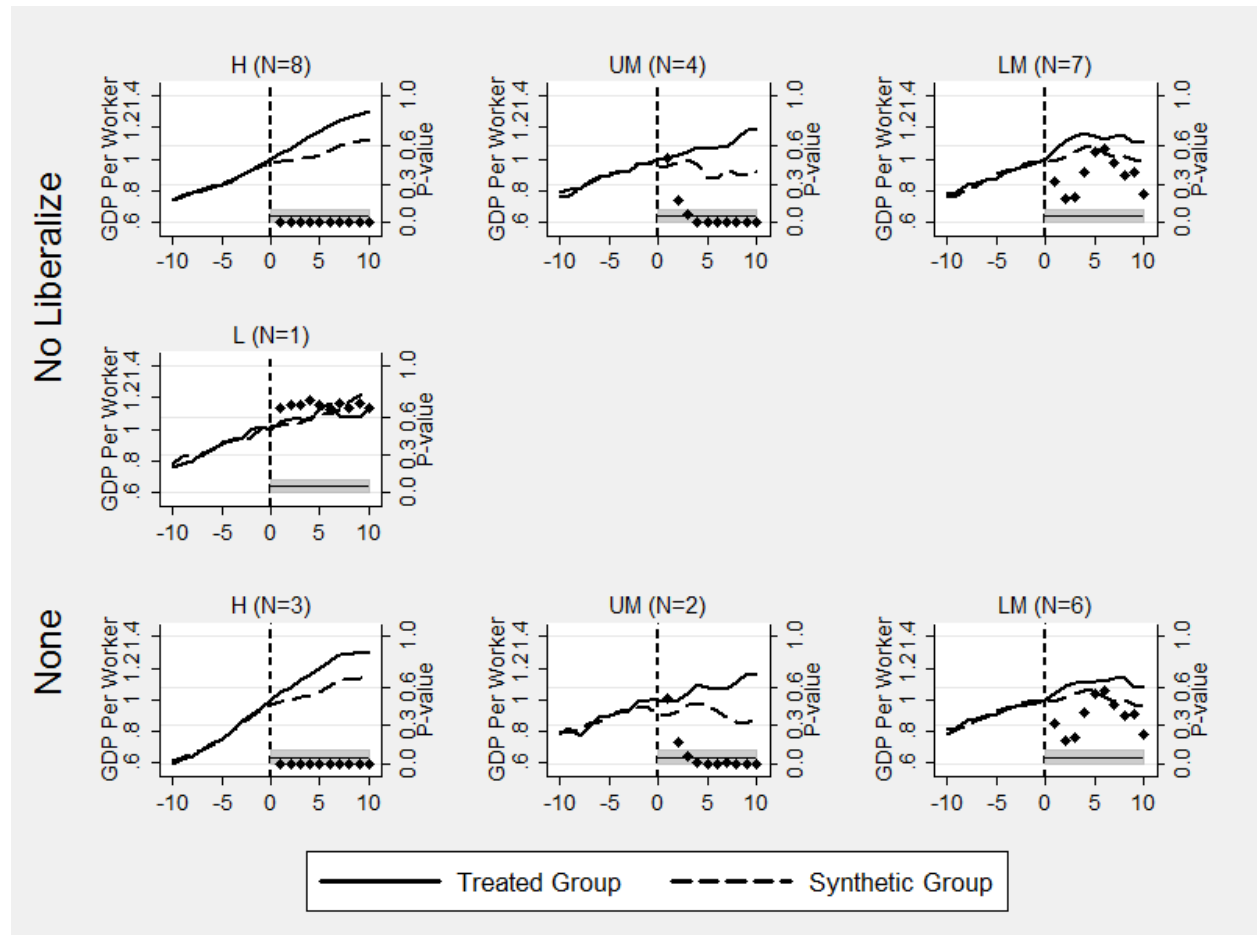 No Liberalize
H (N=8)
GDP Per Worker
.6 .8 1 1.2 1.4
0.0 0.3 0.6 1.0
P-value
-10 -5 0 5 10
UM (N=4)
GDP Per Worker
.6 .8 1 1.2 1.4
0.0 0.3 0.6 1.0
P-value
-10 -5 0 5 10
LM (N=7)
GDP Per Worker
.6 .8 1 1.2 1.4
0.0 0.3 0.6 1.0
P-value
-10 -5 0 5 10
L (N=1)
GDP Per Worker
.6 .8 1 1.2 1.4
0.0 0.3 0.6 1.0
P-value
-10 -5 0 5 10
None
H (N=3)
GDP Per Worker
.6 .8 1 1.2 1.4
0.0 0.3 0.6 1.0
P-value
-10 -5 0 5 10
UM (N=2)
GDP Per Worker
.6 .8 1 1.2 1.4
0.0 0.3 0.6 1.0
P-value
-10 -5 0 5 10
LM (N=6)
GDP Per Worker
.6 .8 1 1.2 1.4
0.0 0.3 0.6 1.0
P-value
-10 -5 0 5 10
Treated Group Synthetic Group